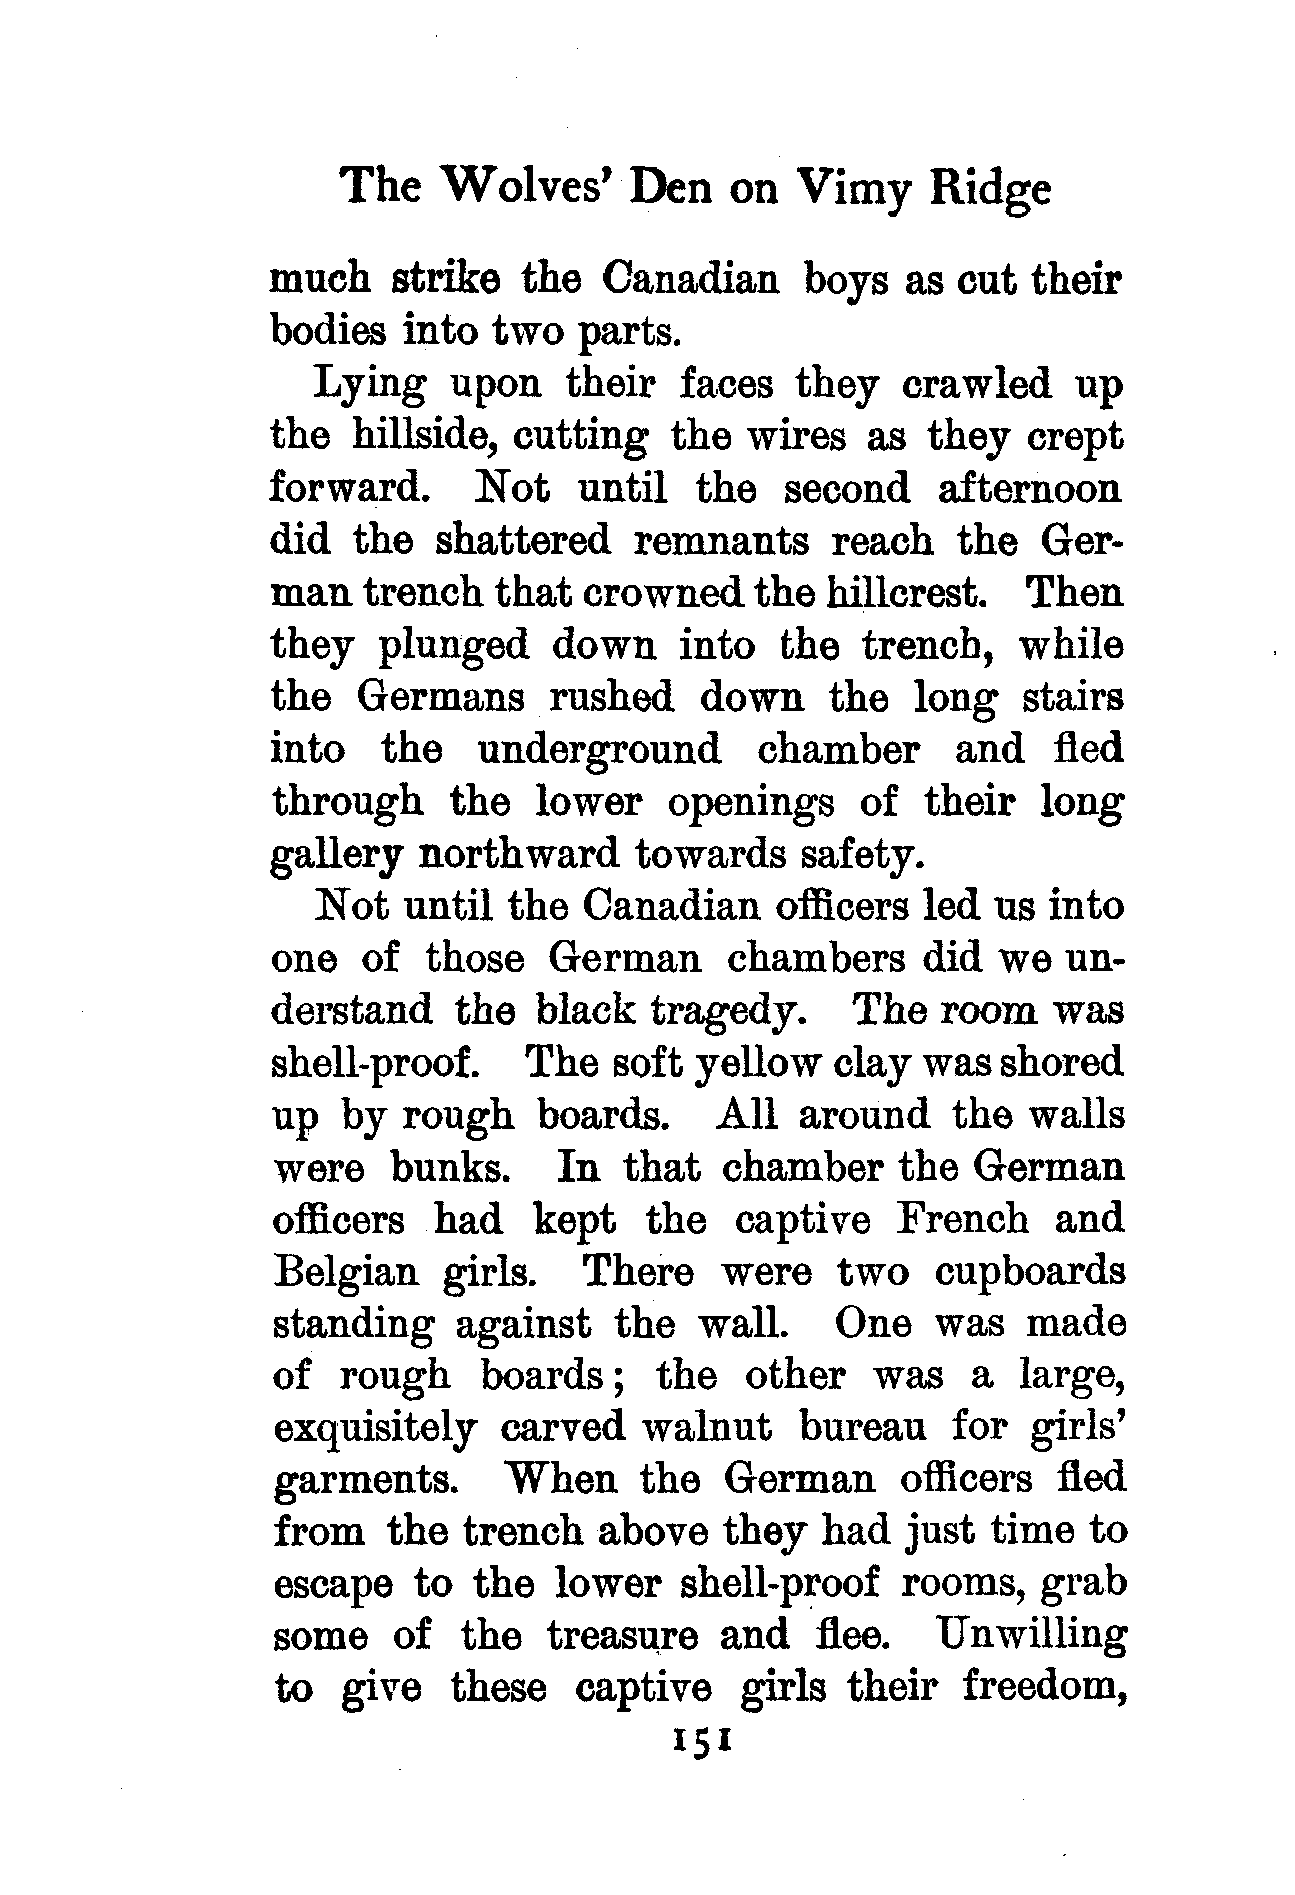 The Wolves' Den on Vimy Ridge
much strike the Canadian boys as cut their
bodies into two parts.
Lying upon their faces they crawled up
the hillside, cutting the wires as they crept
forward. Not until the second afternoon
did the shattered remnants reach the Ger-
man trench that crowned the hillcrest. Then
they plunged down into the trench, while
the Germans rushed down the long stairs
into the underground chamber and fled
through the lower openings of their long
gallery northward towards safety.
Not until the Canadian officers led us into
one of those German chambers did we un-
derstand the black tragedy. The room was
shell-proof. The soft yellow clay was shored
up by rough boards. All around the walls
were bunks. In that chamber the German
officers had kept the captive French and
Belgian girls. There were two cupboards
standing against the wall. One was made
of rough boards; the other was a large,
exquisitely carved walnut bureau for girls'
garments. When the German officers fled
from the trench above they had just time to
escape to the lower shell-proof rooms, grab
some of the treasure and flee. Unwilling
to give these captive girls their freedom,
151